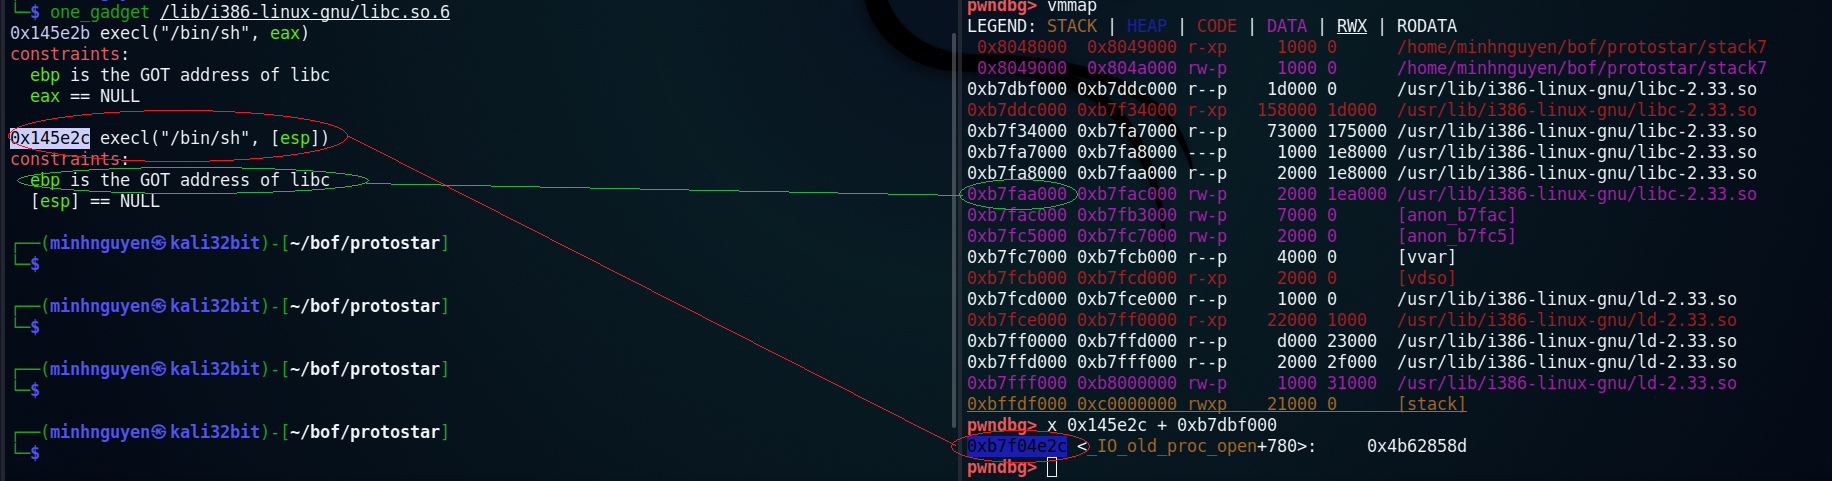 └─$ one_gadget /lib/i386-linux-gnu/libc.so.6
0x145e2b execl("/bin/sh", eax)
constraints:
  ebp is the GOT address of libc
  eax == NULL
0x145e2c execl("/bin/sh", [esp])
constraints:
  ebp is the GOT address of libc
  [esp] == NULL
┌──(minhnguyen㉿kali32bit)-[~/bof/protostar]
└─$
┌──(minhnguyen㉿kali32bit)-[~/bof/protostar]
└─$
┌──(minhnguyen㉿kali32bit)-[~/bof/protostar]
└─$
┌──(minhnguyen㉿kali32bit)-[~/bof/protostar]
└─$
pwndbg> vmmap
LEGEND: STACK | HEAP | CODE | DATA | RWX | RODATA
 0x8048000  0x8049000 r-xp     1000 0      /home/minhnguyen/bof/protostar/stack7
 0x8049000  0x804a000 rw-p     1000 0      /home/minhnguyen/bof/protostar/stack7
0xb7dbf000 0xb7ddc000 r--p    1d000 0      /usr/lib/i386-linux-gnu/libc-2.33.so
0xb7ddc000 0xb7f34000 r-xp   158000 1d000  /usr/lib/i386-linux-gnu/libc-2.33.so
0xb7f34000 0xb7fa7000 r--p    73000 175000 /usr/lib/i386-linux-gnu/libc-2.33.so
0xb7fa7000 0xb7fa8000 ---p     1000 1e8000 /usr/lib/i386-linux-gnu/libc-2.33.so
0xb7fa8000 0xb7faa000 r--p     2000 1e8000 /usr/lib/i386-linux-gnu/libc-2.33.so
0xb7faa000 0xb7fac000 rw-p     2000 1ea000 /usr/lib/i386-linux-gnu/libc-2.33.so
0xb7fac000 0xb7fb3000 rw-p     7000 0      [anon_b7fac]
0xb7fc5000 0xb7fc7000 rw-p     2000 0      [anon_b7fc5]
0xb7fc7000 0xb7fcb000 r--p     4000 0      [vvar]
0xb7fcb000 0xb7fcd000 r-xp     2000 0      [vdso]
0xb7fcd000 0xb7fce000 r--p     1000 0      /usr/lib/i386-linux-gnu/ld-2.33.so
0xb7fce000 0xb7ff0000 r-xp    22000 1000   /usr/lib/i386-linux-gnu/ld-2.33.so
0xb7ff0000 0xb7ffd000 r--p     d000 23000  /usr/lib/i386-linux-gnu/ld-2.33.so
0xb7ffd000 0xb7fff000 r--p     2000 2f000  /usr/lib/i386-linux-gnu/ld-2.33.so
0xb7fff000 0xb8000000 rw-p     1000 31000  /usr/lib/i386-linux-gnu/ld-2.33.so
0xbffdf000 0xc0000000 rwxp    21000 0      [stack]
pwndbg> x 0x145e2c + 0xb7dbf000
0xb7f04e2c <_IO_old_proc_open+780>:     0x4b62858d
pwndbg>